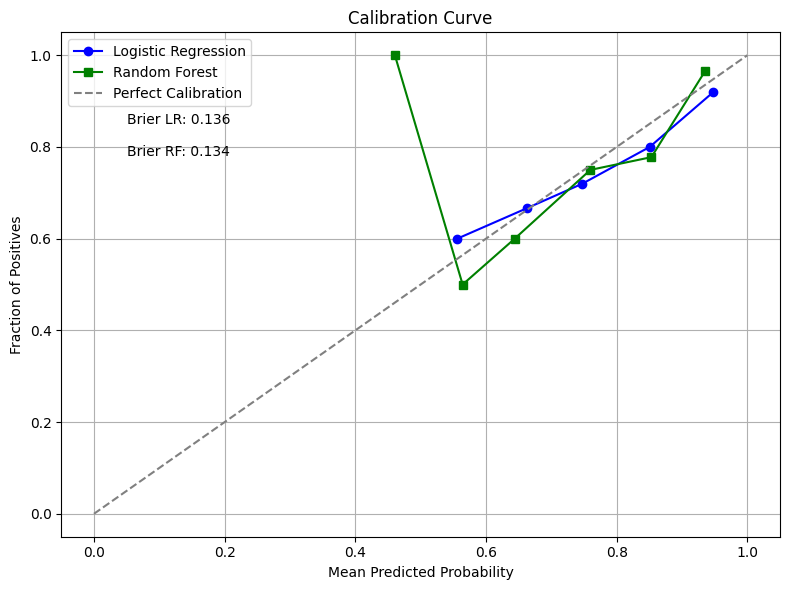 Calibration Curve
Logistic Regression
Random Forest
Perfect Calibration
Brier LR: 0.136
Brier RF: 0.134
Fraction of Positives
1.0
0.8
0.6
0.4
0.2
0.0
0.0 0.2 0.4 0.6 0.8 1.0
Mean Predicted Probability